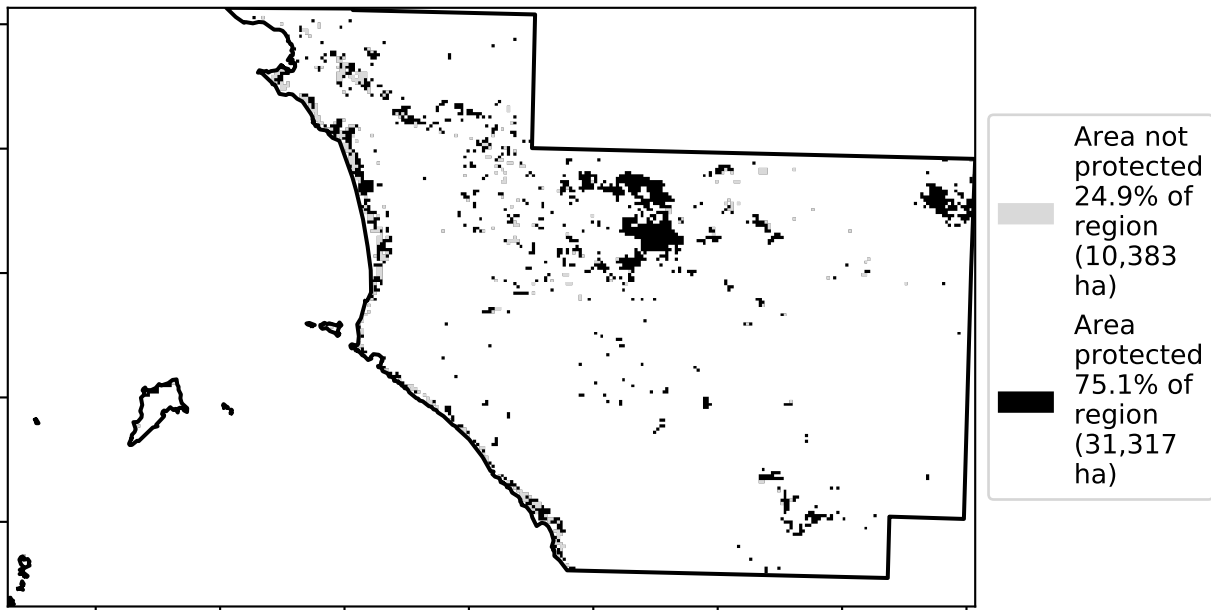 Area not
protected
24.9% of
region
(10,383
ha)
Area
protected
75.1% of
region
(31,317
ha)